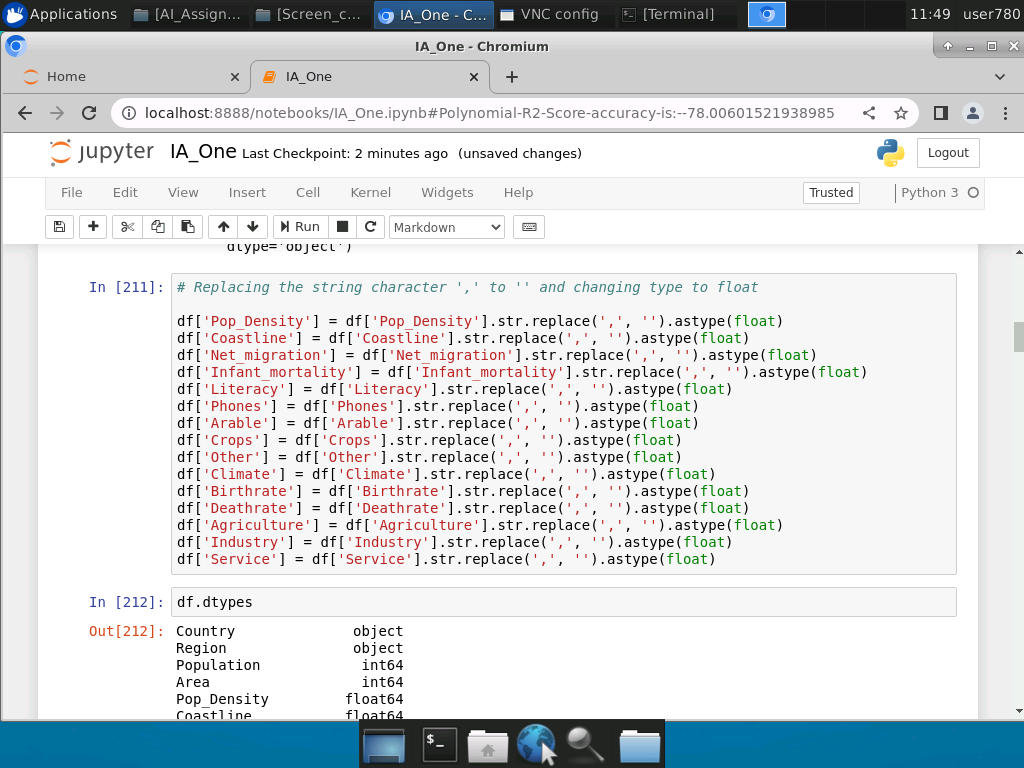 Applications [AI_Assign... [Screen_c... IA_One - C... VNC config [Terminal] 11:49 user780
IA_One - Chromium
Home IA_One
localhost:8888/notebooks/IA_One.ipynb#Polynomial-R2-Score-accuracy-is:--78.00601521938985
jupyter IA_One Last Checkpoint: 2 minutes ago (unsaved changes) Logout
File Edit View Insert Cell Kernel Widgets Help Trusted Python 3
Run Markdown
dtype='object')
In [211]: # Replacing the string character ',' to '' and changing type to float
df['Pop_Density'] = df['Pop_Density'].str.replace(',', '').astype(float)
df['Coastline'] = df['Coastline'].str.replace(',', '').astype(float)
df['Net_migration'] = df['Net_migration'].str.replace(',', '').astype(float)
df['Infant_mortality'] = df['Infant_mortality'].str.replace(',', '').astype(float)
df['Literacy'] = df['Literacy'].str.replace(',', '').astype(float)
df['Phones'] = df['Phones'].str.replace(',', '').astype(float)
df['Arable'] = df['Arable'].str.replace(',', '').astype(float)
df['Crops'] = df['Crops'].str.replace(',', '').astype(float)
df['Other'] = df['Other'].str.replace(',', '').astype(float)
df['Climate'] = df['Climate'].str.replace(',', '').astype(float)
df['Birthrate'] = df['Birthrate'].str.replace(',', '').astype(float)
df['Deathrate'] = df['Deathrate'].str.replace(',', '').astype(float)
df['Agriculture'] = df['Agriculture'].str.replace(',', '').astype(float)
df['Industry'] = df['Industry'].str.replace(',', '').astype(float)
df['Service'] = df['Service'].str.replace(',', '').astype(float)
In [212]: df.dtypes
Out[212]: Country object
Region object
Population int64
Area int64
Pop_Density float64
Coastline float64